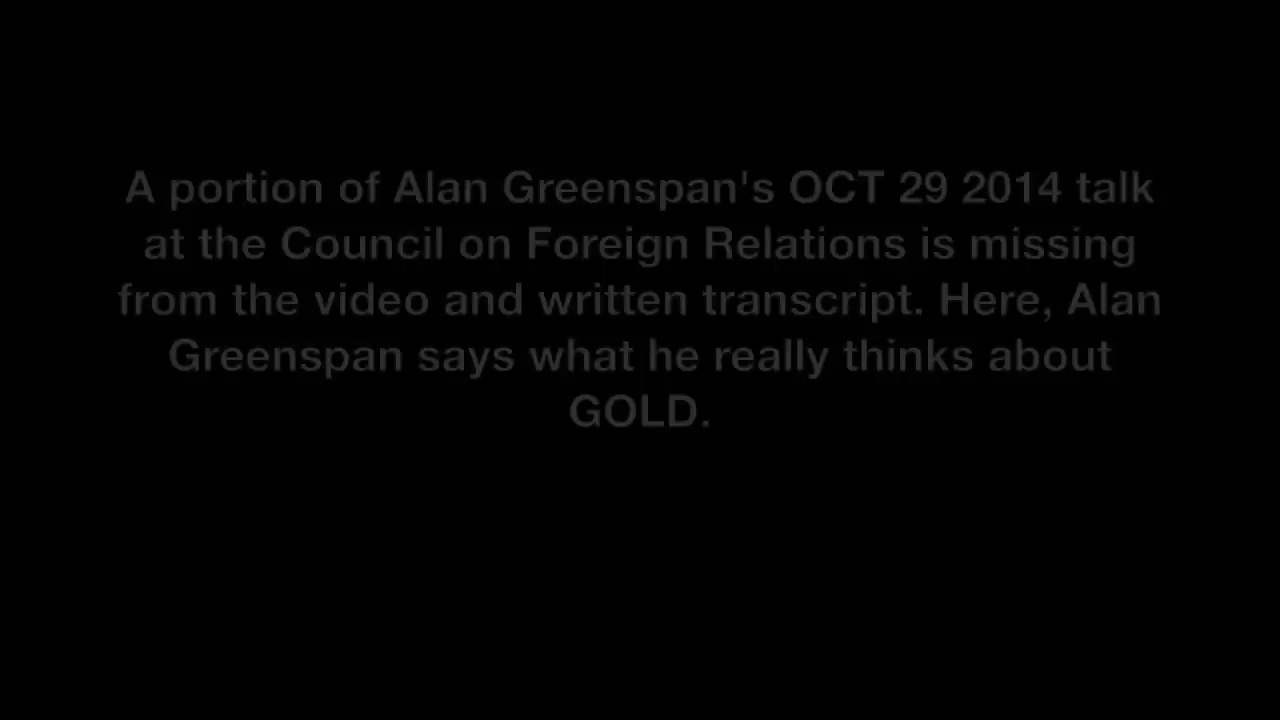 A portion of Alan Greenspan's OCT 29 2014 talk
at the Council on Foreign Relations is missing
from the video and written transcript. Here, Alan
Greenspan says what he really thinks about
GOLD.